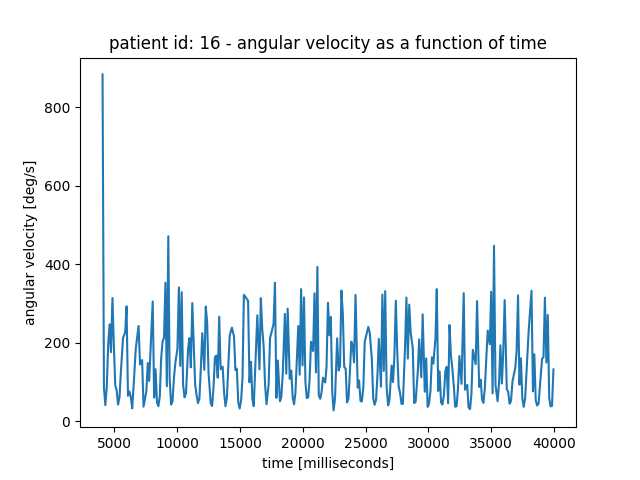 patient id: 16 - angular velocity as a function of time
800
600
400
200
0
angular velocity [deg/s]
5000 10000 15000 20000 25000 30000 35000 40000
time [milliseconds]